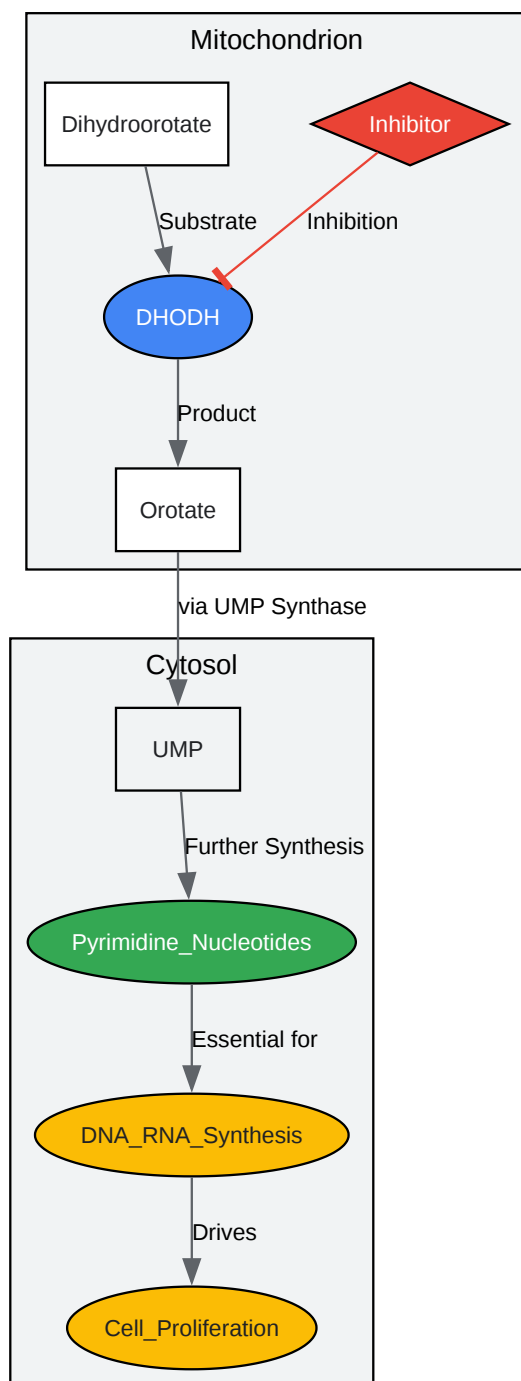 Mitochondrion
Dihydroorotate
Inhibitor
Substrate
Inhibition
DHODH
Product
Orotate
via UMP Synthase
Cytosol
UMP
Further Synthesis
Pyrimidine_Nucleotides
Essential for
DNA_RNA_Synthesis
Drives
Cell_Proliferation